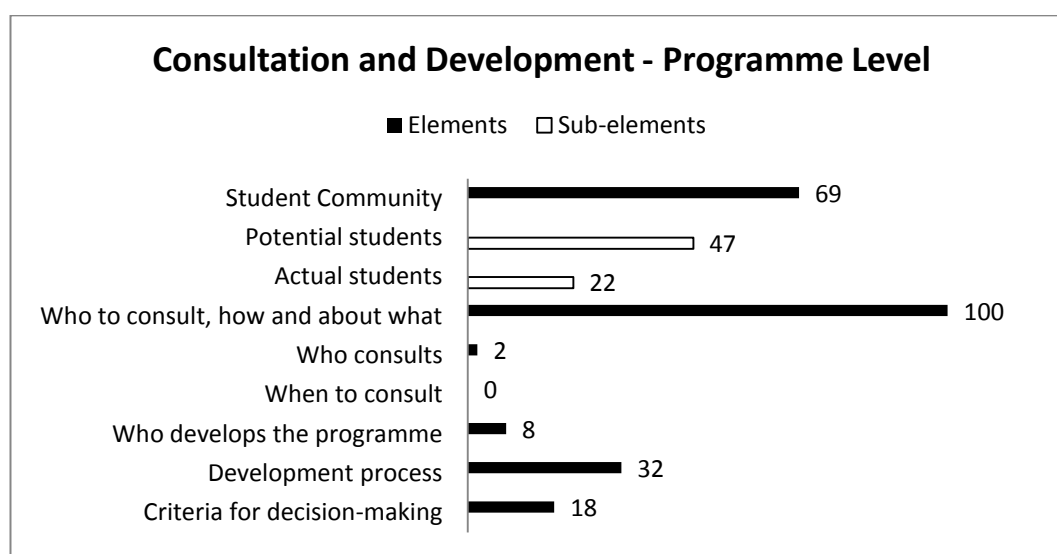 Consultation and Development - Programme Level
Elements Sub-elements
Student Community 69
Potential students 47
Actual students 22
Who to consult, how and about what 100
Who consults 2
When to consult 0
Who develops the programme 8
Development process 32
Criteria for decision-making 18